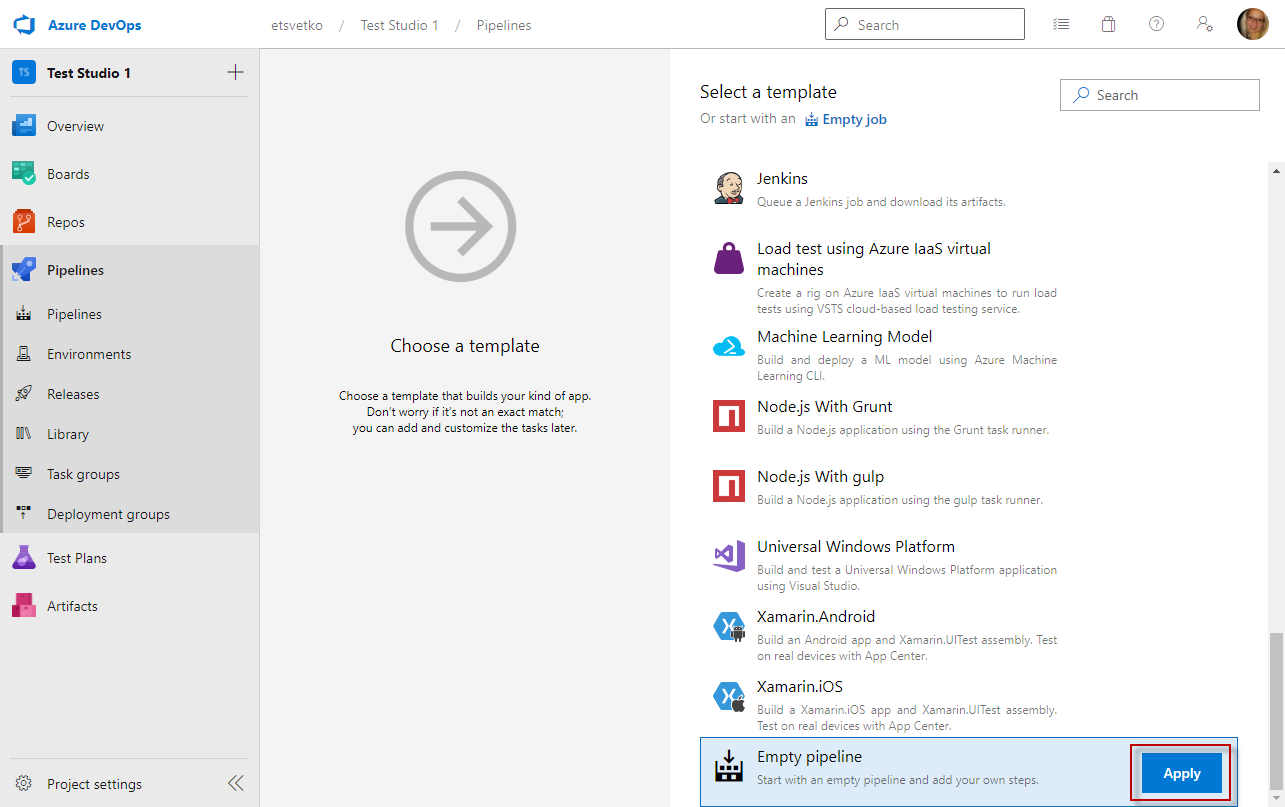 Azure DevOps
etsvetko / Test Studio 1 / Pipelines
Search
TS Test Studio 1
Overview
Boards
Repos
Pipelines
Pipelines
Environments
Releases
Library
Task groups
Deployment groups
Test Plans
Artifacts
Project settings
Choose a template
Choose a template that builds your kind of app.
Don't worry if it's not an exact match;
you can add and customize the tasks later.
Select a template
Or start with an Empty job
Search
Jenkins
Queue a Jenkins job and download its artifacts.
Load test using Azure IaaS virtual
machines
Create a rig on Azure IaaS virtual machines to run load
tests using VSTS cloud-based load testing service.
Machine Learning Model
Build and deploy a ML model using Azure Machine
Learning CLI.
Node.js With Grunt
Build a Node.js application using the Grunt task runner.
Node.js With gulp
Build a Node.js application using the gulp task runner.
Universal Windows Platform
Build and test a Universal Windows Platform application
using Visual Studio.
Xamarin.Android
Build an Android app and Xamarin.UITest assembly. Test
on real devices with App Center.
Xamarin.iOS
Build a Xamarin.iOS app and Xamarin.UITest assembly.
Test on real devices with App Center.
Empty pipeline
Start with an empty pipeline and add your own steps.
Apply